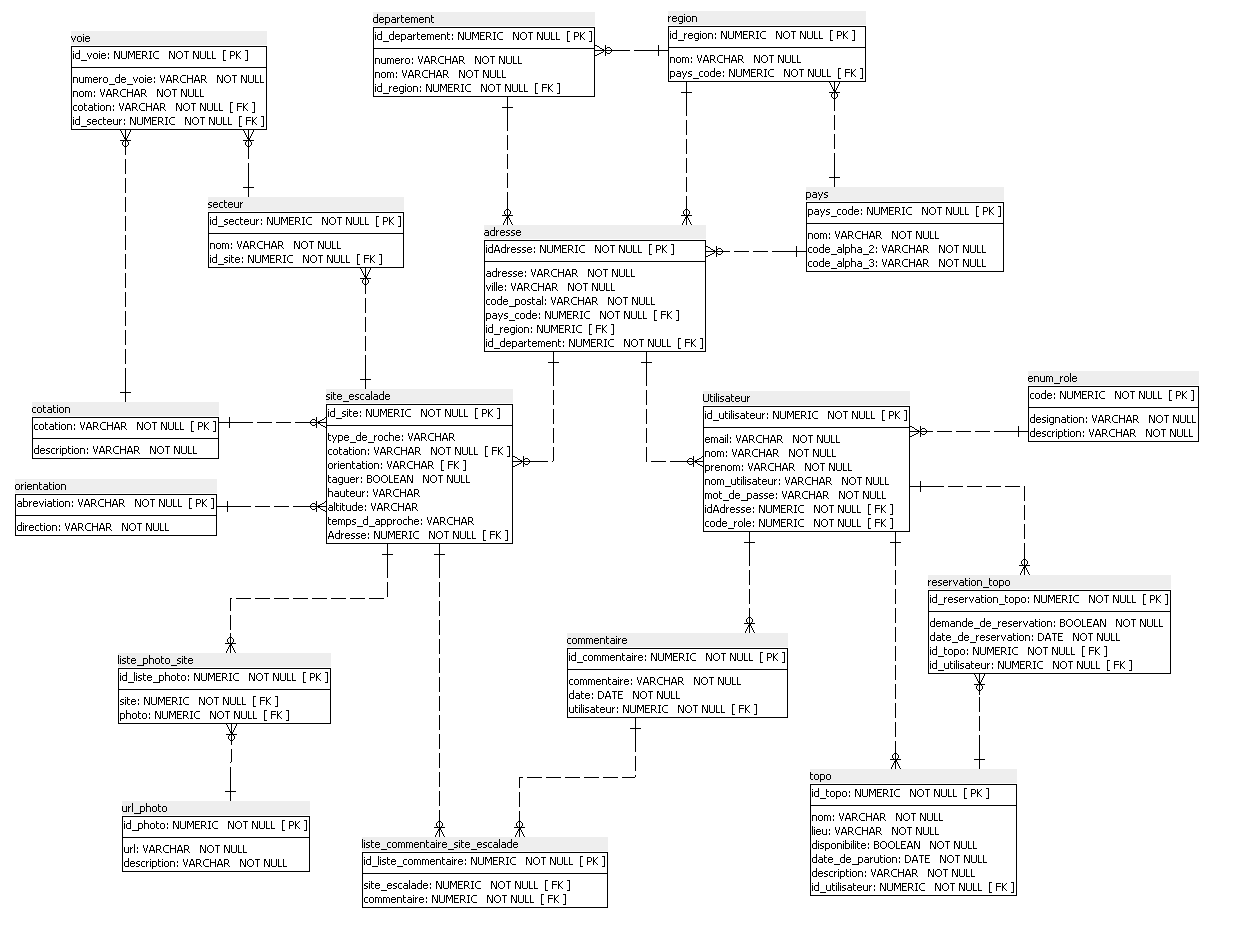 departement
id_departement: NUMERIC NOT NULL [ PK ]
numero: VARCHAR NOT NULL
nom: VARCHAR NOT NULL
id_region: NUMERIC NOT NULL [ FK ]
region
id_region: NUMERIC NOT NULL [ PK ]
nom: VARCHAR NOT NULL
pays_code: NUMERIC NOT NULL [ FK ]
voie
id_voie: NUMERIC NOT NULL [ PK ]
numero_de_voie: VARCHAR NOT NULL
nom: VARCHAR NOT NULL
cotation: VARCHAR NOT NULL [ FK ]
id_secteur: NUMERIC NOT NULL [ FK ]
secteur
id_secteur: NUMERIC NOT NULL [ PK ]
nom: VARCHAR NOT NULL
id_site: NUMERIC NOT NULL [ FK ]
pays
pays_code: NUMERIC NOT NULL [ PK ]
nom: VARCHAR NOT NULL
code_alpha_2: VARCHAR NOT NULL
code_alpha_3: VARCHAR NOT NULL
adresse
idAdresse: NUMERIC NOT NULL [ PK ]
adresse: VARCHAR NOT NULL
ville: VARCHAR NOT NULL
code_postal: VARCHAR NOT NULL
pays_code: NUMERIC NOT NULL [ FK ]
id_region: NUMERIC [ FK ]
id_departement: NUMERIC NOT NULL [ FK ]
cotation
cotation: VARCHAR NOT NULL [ PK ]
description: VARCHAR NOT NULL
orientation
abreviation: VARCHAR NOT NULL [ PK ]
direction: VARCHAR NOT NULL
site_escalade
id_site: NUMERIC NOT NULL [ PK ]
type_de_roche: VARCHAR
cotation: VARCHAR NOT NULL [ FK ]
orientation: VARCHAR [ FK ]
taguer: BOOLEAN NOT NULL
hauteur: VARCHAR
altitude: VARCHAR
temps_d_approche: VARCHAR
Adresse: NUMERIC NOT NULL [ FK ]
Utilisateur
id_utilisateur: NUMERIC NOT NULL [ PK ]
email: VARCHAR NOT NULL
nom: VARCHAR NOT NULL
prenom: VARCHAR NOT NULL
nom_utilisateur: VARCHAR NOT NULL
mot_de_passe: VARCHAR NOT NULL
idAdresse: NUMERIC NOT NULL [ FK ]
code_role: NUMERIC NOT NULL [ FK ]
enum_role
code: NUMERIC NOT NULL [ PK ]
designation: VARCHAR NOT NULL
description: VARCHAR NOT NULL
reservation_topo
id_reservation_topo: NUMERIC NOT NULL [ PK ]
demande_de_reservation: BOOLEAN NOT NULL
date_de_reservation: DATE NOT NULL
id_topo: NUMERIC NOT NULL [ FK ]
id_utilisateur: NUMERIC NOT NULL [ FK ]
commentaire
id_commentaire: NUMERIC NOT NULL [ PK ]
commentaire: VARCHAR NOT NULL
date: DATE NOT NULL
utilisateur: NUMERIC NOT NULL [ FK ]
liste_photo_site
id_liste_photo: NUMERIC NOT NULL [ PK ]
site: NUMERIC NOT NULL [ FK ]
photo: NUMERIC NOT NULL [ FK ]
url_photo
id_photo: NUMERIC NOT NULL [ PK ]
url: VARCHAR NOT NULL
description: VARCHAR NOT NULL
liste_commentaire_site_escalade
id_liste_commentaire: NUMERIC NOT NULL [ PK ]
site_escalade: NUMERIC NOT NULL [ FK ]
commentaire: NUMERIC NOT NULL [ FK ]
topo
id_topo: NUMERIC NOT NULL [ PK ]
nom: VARCHAR NOT NULL
lieu: VARCHAR NOT NULL
disponibilite: BOOLEAN NOT NULL
date_de_parution: DATE NOT NULL
description: VARCHAR NOT NULL
id_utilisateur: NUMERIC NOT NULL [ FK ]